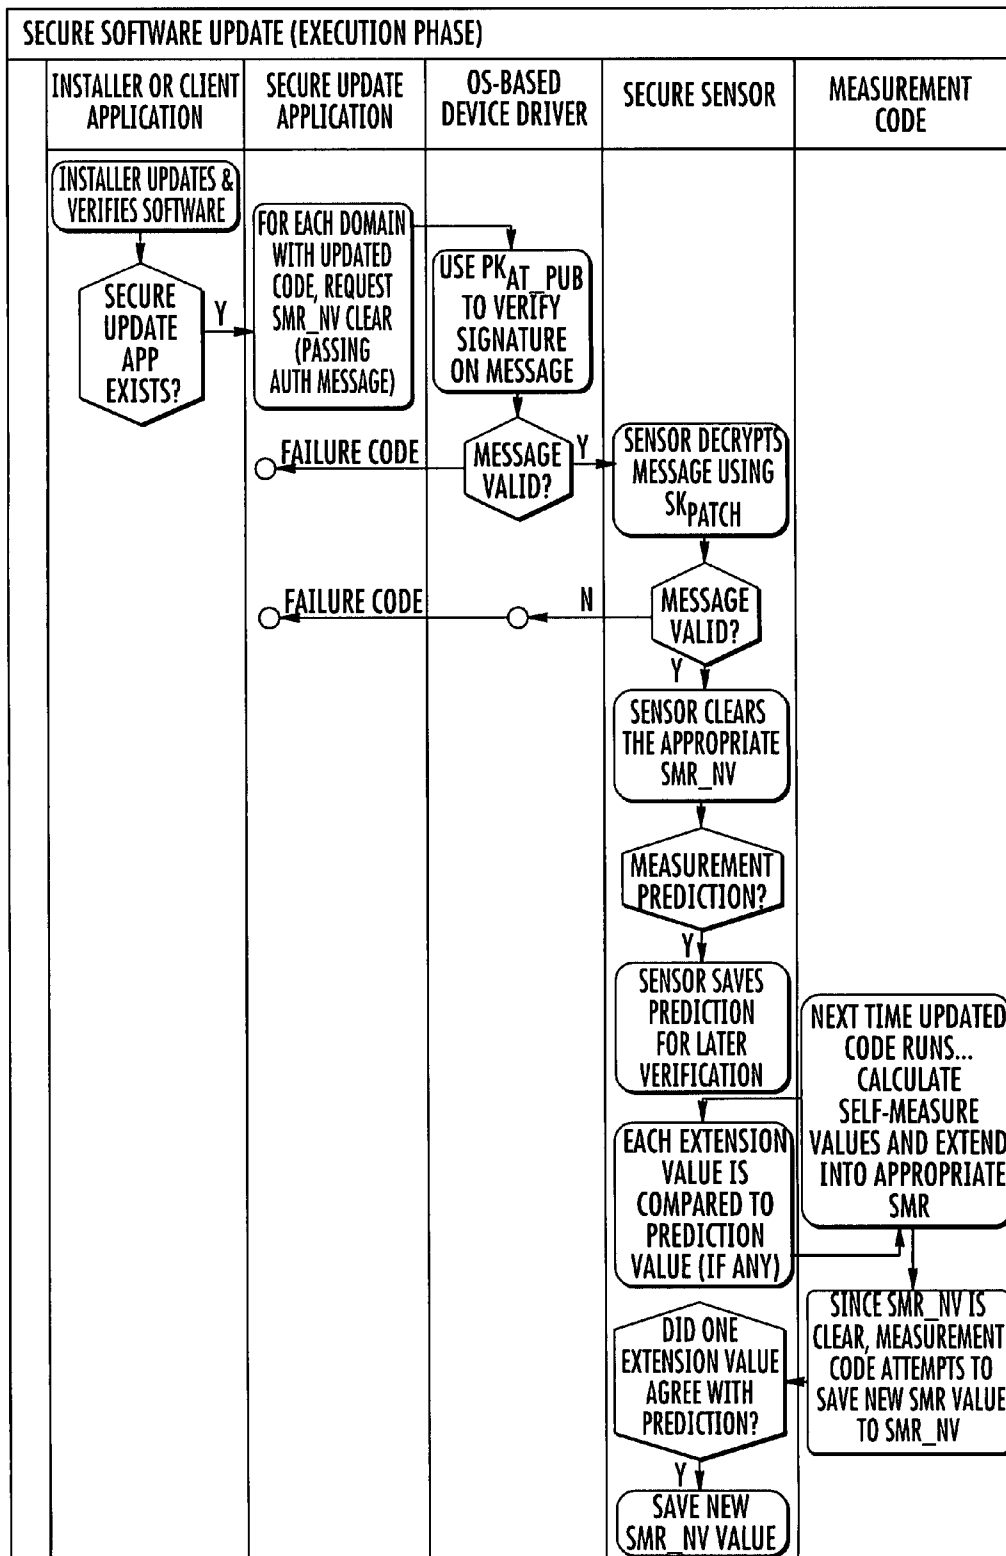 SECURE SOFTWARE UPDATE (EXECUTION PHASE)
INSTALLER OR CLIENT
APPLICATION
SECURE UPDATE
APPLICATION
OS-BASED
DEVICE DRIVER
SECURE SENSOR
MEASUREMENT
CODE
INSTALLER UPDATES &
VERIFIES SOFTWARE
SECURE
UPDATE
APP
EXISTS?
Y
FOR EACH DOMAIN
WITH UPDATED
CODE, REQUEST
SMR_NV CLEAR
(PASSING
AUTH MESSAGE)
USE PKAT_PUB
TO VERIFY
SIGNATURE
ON MESSAGE
MESSAGE
VALID?
FAILURE CODE
Y
SENSOR DECRYPTS
MESSAGE USING
SKPATCH
MESSAGE
VALID?
N
FAILURE CODE
Y
SENSOR CLEARS
THE APPROPRIATE
SMR_NV
MEASUREMENT
PREDICTION?
Y
SENSOR SAVES
PREDICTION
FOR LATER
VERIFICATION
NEXT TIME UPDATED
CODE RUNS...
CALCULATE
SELF-MEASURE
VALUES AND EXTEND
INTO APPROPRIATE
SMR
EACH EXTENSION
VALUE IS
COMPARED TO
PREDICTION
VALUE (IF ANY)
SINCE SMR_NV IS
CLEAR, MEASUREMENT
CODE ATTEMPTS TO
SAVE NEW SMR VALUE
TO SMR_NV
DID ONE
EXTENSION VALUE
AGREE WITH
PREDICTION?
Y
SAVE NEW
SMR_NV VALUE